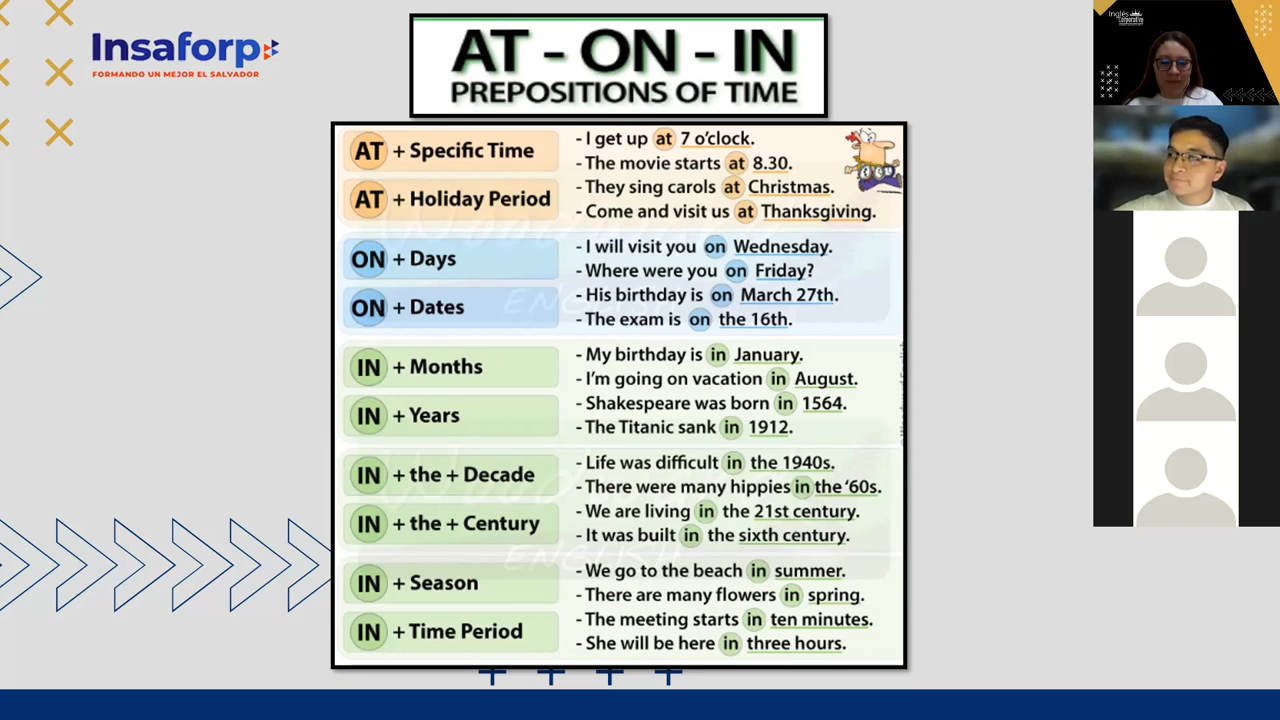 Insaforp
FORMANDO UN MEJOR EL SALVADOR
AT - ON - IN
PREPOSITIONS OF TIME
AT + Specific Time
- I get up at 7 o'clock.
- The movie starts at 8.30.
AT + Holiday Period
- They sing carols at Christmas.
- Come and visit us at Thanksgiving.
ON + Days
- I will visit you on Wednesday.
- Where were you on Friday?
ON + Dates
- His birthday is on March 27th.
- The exam is on the 16th.
IN + Months
- My birthday is in January.
- I'm going on vacation in August.
IN + Years
- Shakespeare was born in 1564.
- The Titanic sank in 1912.
IN + the + Decade
- Life was difficult in the 1940s.
- There were many hippies in the '60s.
IN + the + Century
- We are living in the 21st century.
- It was built in the sixth century.
IN + Season
- We go to the beach in summer.
- There are many flowers in spring.
IN + Time Period
- The meeting starts in ten minutes.
- She will be here in three hours.
ENGLISH
ENGLISH
Inglés
Corporativo